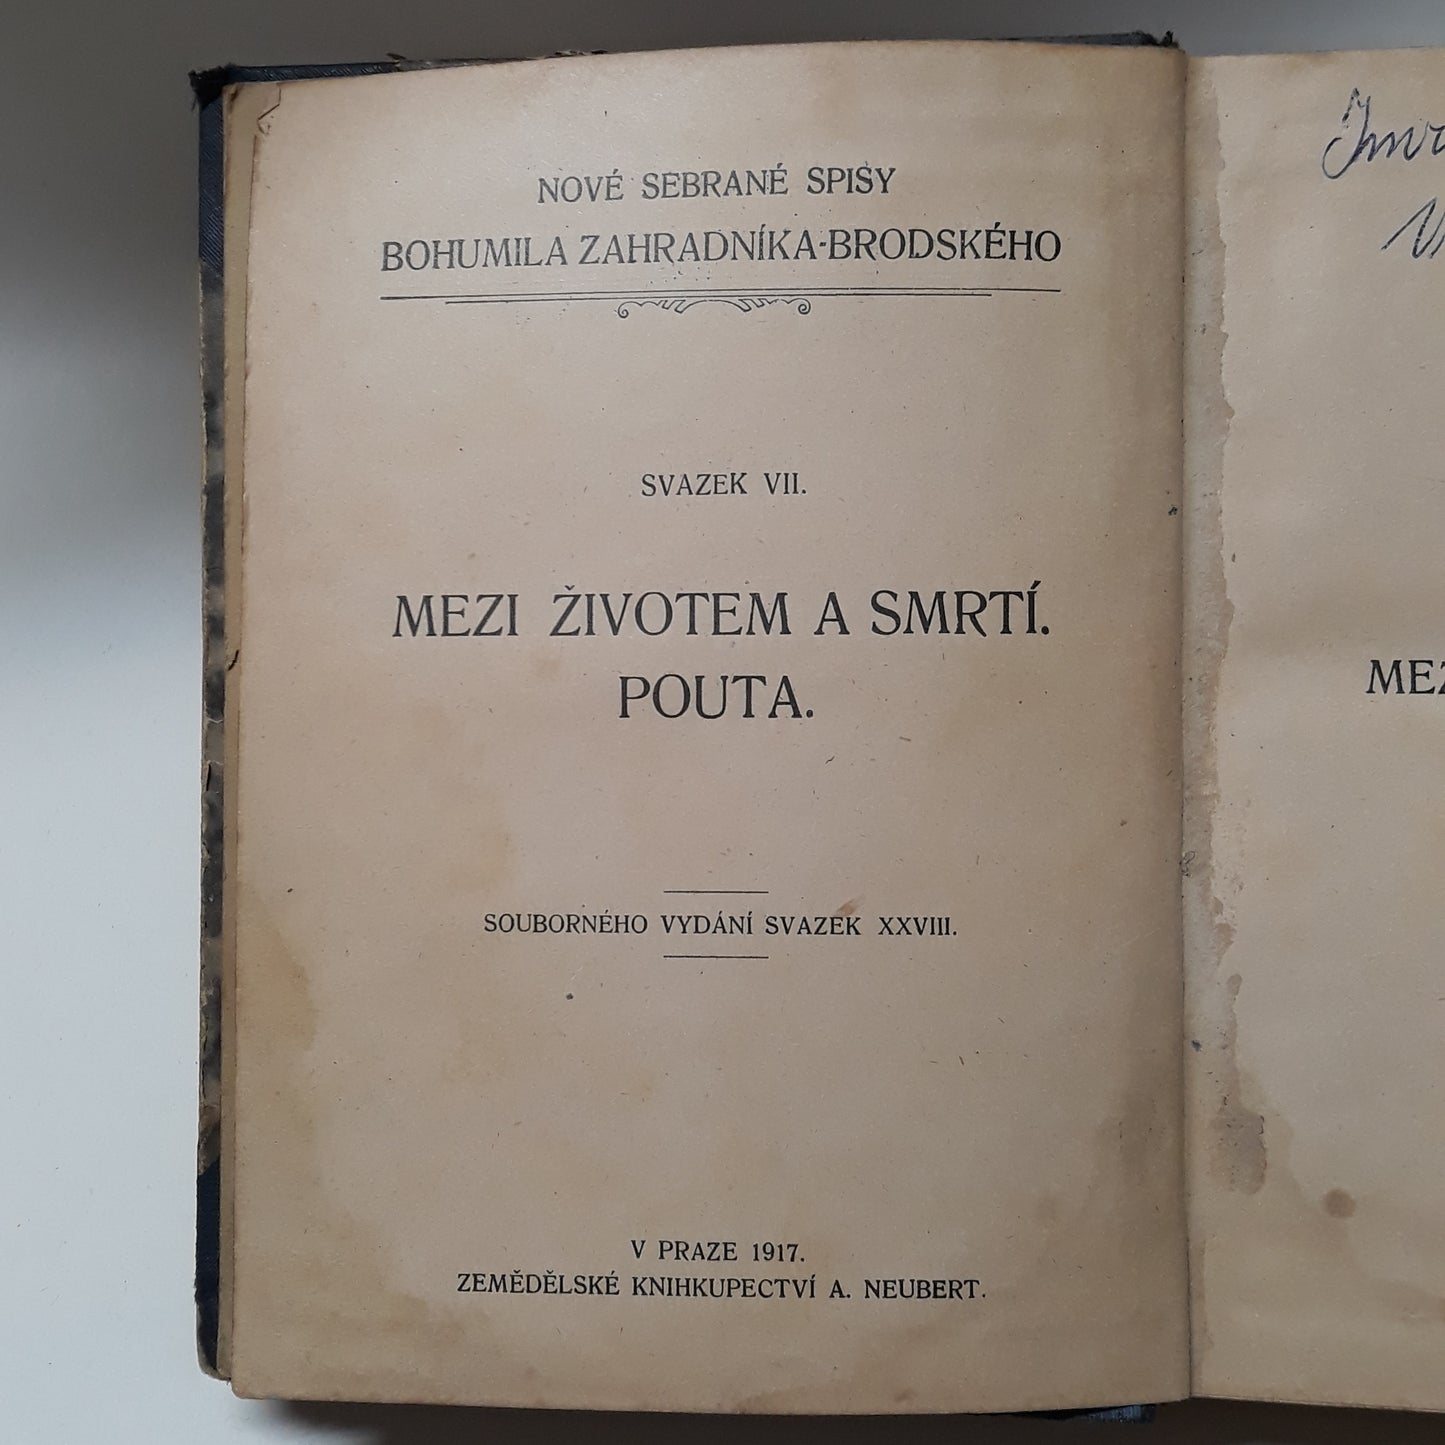 NOVÉ SEBRANÉ SPISY
BOHUMILA ZAHRADNÍKA-BRODSKÉHO
SVAZEK VII.
MEZI ŽIVOTEM A SMRTÍ.
POUTA.
SOUBORNÉHO VYDÁNÍ SVAZEK XXVIII.
V PRAZE 1917.
ZEMĚDĚLSKÉ KNIHKUPECTVÍ A. NEUBERT.